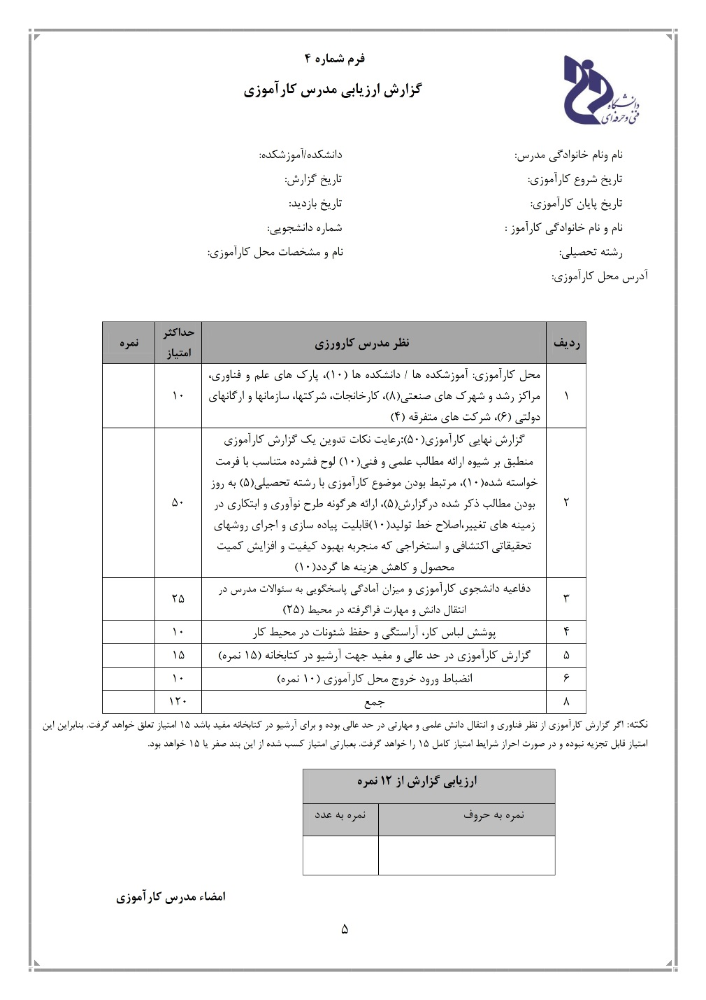 فرم شماره ۴
گزارش ارزیابی مدرس کارآموزی
دانشگاه
فنی و حرفه‌ای
نام ونام خانوادگی مدرس: دانشکده/آموزشکده:
تاریخ شروع کارآموزی: تاریخ گزارش:
تاریخ پایان کارآموزی: تاریخ بازدید:
نام و نام خانوادگی کارآموز : شماره دانشجویی:
رشته تحصیلی: نام و مشخصات محل کارآموزی:
آدرس محل کارآموزی:
ردیف نظر مدرس کارورزی حداکثر امتیاز نمره
۱ محل کارآموزی: آموزشکده ها / دانشکده ها (۱۰)، پارک های علم و فناوری،
مراکز رشد و شهرک های صنعتی(۸)، کارخانجات، شرکتها، سازمانها و ارگانهای
دولتی (۶)، شرکت های متفرقه (۴)
۱۰
۲ گزارش نهایی کارآموزی(۵۰):رعایت نکات تدوین یک گزارش کارآموزی
منطبق بر شیوه ارائه مطالب علمی و فنی(۱۰) لوح فشرده متناسب با فرمت
خواسته شده(۱۰)، مرتبط بودن موضوع کارآموزی با رشته تحصیلی(۵) به روز
بودن مطالب ذکر شده درگزارش(۵)، ارائه هرگونه طرح نوآوری و ابتکاری در
زمینه های تغییر،اصلاح خط تولید(۱۰)قابلیت پیاده سازی و اجرای روشهای
تحقیقاتی اکتشافی و استخراجی که منجربه بهبود کیفیت و افزایش کمیت
محصول و کاهش هزینه ها گردد(۱۰)
۵۰
۳ دفاعیه دانشجوی کارآموزی و میزان آمادگی پاسخگویی به سئوالات مدرس در
انتقال دانش و مهارت فراگرفته در محیط (۲۵)
۲۵
۴ پوشش لباس کار، آراستگی و حفظ شئونات در محیط کار ۱۰
۵ گزارش کارآموزی در حد عالی و مفید جهت آرشیو در کتابخانه (۱۵ نمره) ۱۵
۶ انضباط ورود خروج محل کارآموزی (۱۰ نمره) ۱۰
۸ جمع ۱۲۰
نکته: اگر گزارش کارآموزی از نظر فناوری و انتقال دانش علمی و مهارتی در حد عالی بوده و برای آرشیو در کتابخانه مفید باشد ۱۵ امتیاز تعلق خواهد گرفت. بنابراین این
امتیاز قابل تجزیه نبوده و در صورت احراز شرایط امتیاز کامل ۱۵ را خواهد گرفت. بعبارتی امتیاز کسب شده از این بند صفر یا ۱۵ خواهد بود.
ارزیابی گزارش از ۱۲ نمره
نمره به حروف نمره به عدد
امضاء مدرس کارآموزی
۵